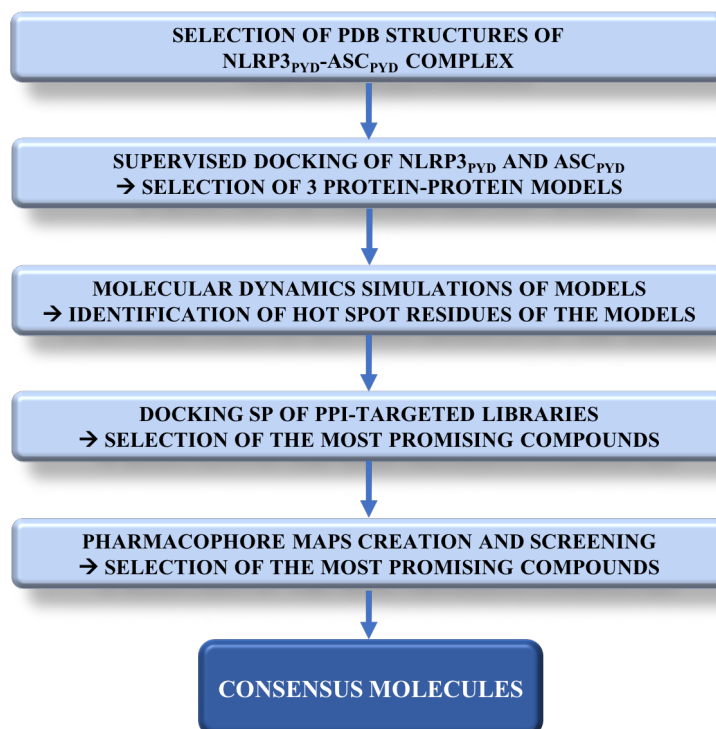 SELECTION OF PDB STRUCTURES OF
NLRP3PYD-ASCPYD COMPLEX
SUPERVISED DOCKING OF NLRP3PYD AND ASCPYD
→ SELECTION OF 3 PROTEIN-PROTEIN MODELS
MOLECULAR DYNAMICS SIMULATIONS OF MODELS
→ IDENTIFICATION OF HOT SPOT RESIDUES OF THE MODELS
DOCKING SP OF PPI-TARGETED LIBRARIES
→ SELECTION OF THE MOST PROMISING COMPOUNDS
PHARMACOPHORE MAPS CREATION AND SCREENING
→ SELECTION OF THE MOST PROMISING COMPOUNDS
CONSENSUS MOLECULES